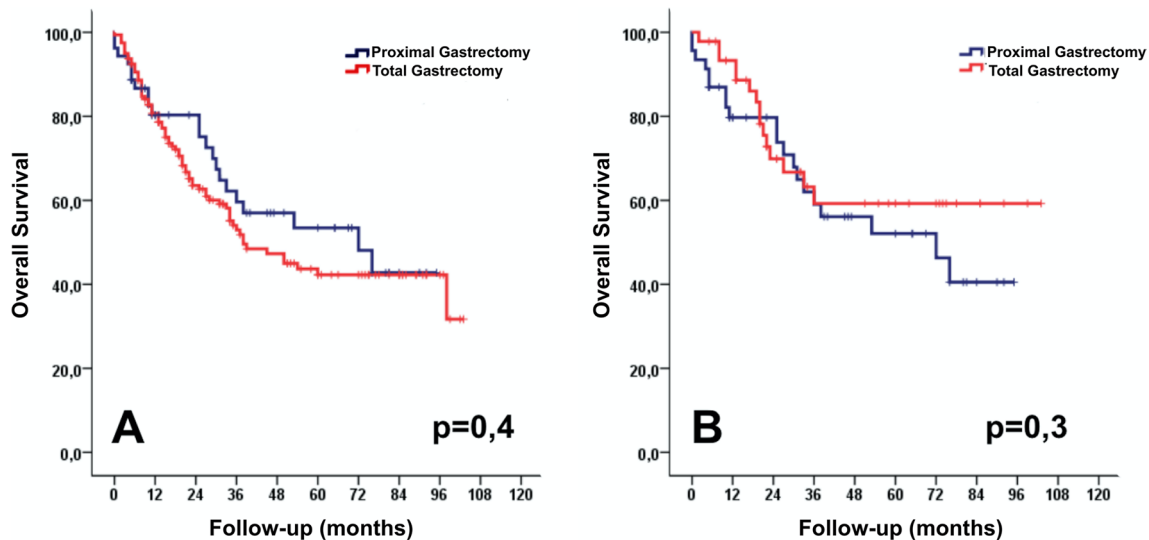 100,0
80,0
60,0
40,0
20,0
0,0
Overall Survival
Proximal Gastrectomy
Total Gastrectomy
A
p=0,4
0 12 24 36 48 60 72 84 96 108 120
Follow-up (months)
100,0
80,0
60,0
40,0
20,0
0,0
Overall Survival
Proximal Gastrectomy
Total Gastrectomy
B
p=0,3
0 12 24 36 48 60 72 84 96 108 120
Follow-up (months)